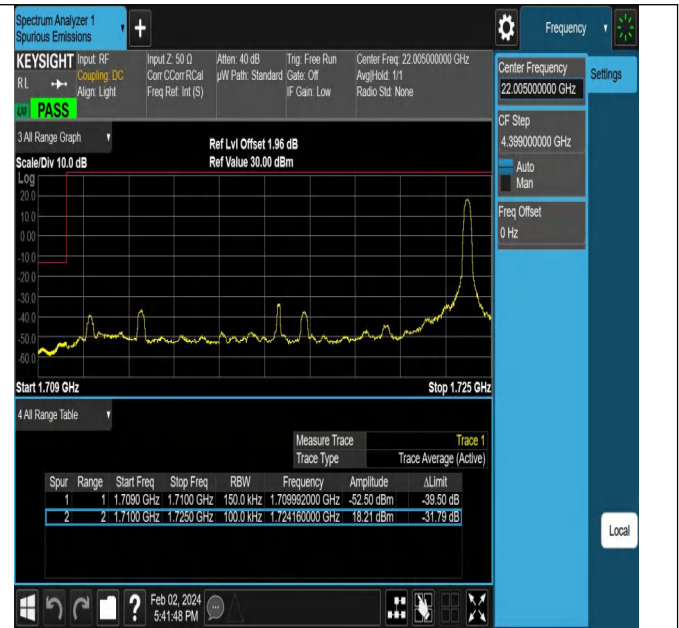 Spectrum Analyzer 1
Spurious Emissions
+
Frequency
KEYSIGHT
RL
PASS
Input: RF
Coupling: DC
Align: Light
Input Z: 50 Ω
Corr CCorr RCal
Freq Ref: Int (S)
Atten: 40 dB
µW Path: Standard
Trig: Free Run
Gate: Off
IF Gain: Low
Center Freq: 22.005000000 GHz
Avg|Hold: 1/1
Radio Std: None
Center Frequency
22.005000000 GHz
Settings
CF Step
4.399000000 GHz
Auto
Man
Freq Offset
0 Hz
3 All Range Graph
Scale/Div 10.0 dB
Ref Lvl Offset 1.96 dB
Ref Value 30.00 dBm
Log
20.0
10.0
0.00
-10.0
-20.0
-30.0
-40.0
-50.0
-60.0
Start 1.709 GHz
Stop 1.725 GHz
4 All Range Table
Measure Trace Trace 1
Trace Type Trace Average (Active)
Spur Range Start Freq Stop Freq RBW Frequency Amplitude ΔLimit
1 1 1.7090 GHz 1.7100 GHz 150.0 kHz 1.709992000 GHz -52.50 dBm -39.50 dB
2 2 1.7100 GHz 1.7250 GHz 100.0 kHz 1.724160000 GHz 18.21 dBm -31.79 dB
Local
?
Feb 02, 2024
5:41:48 PM